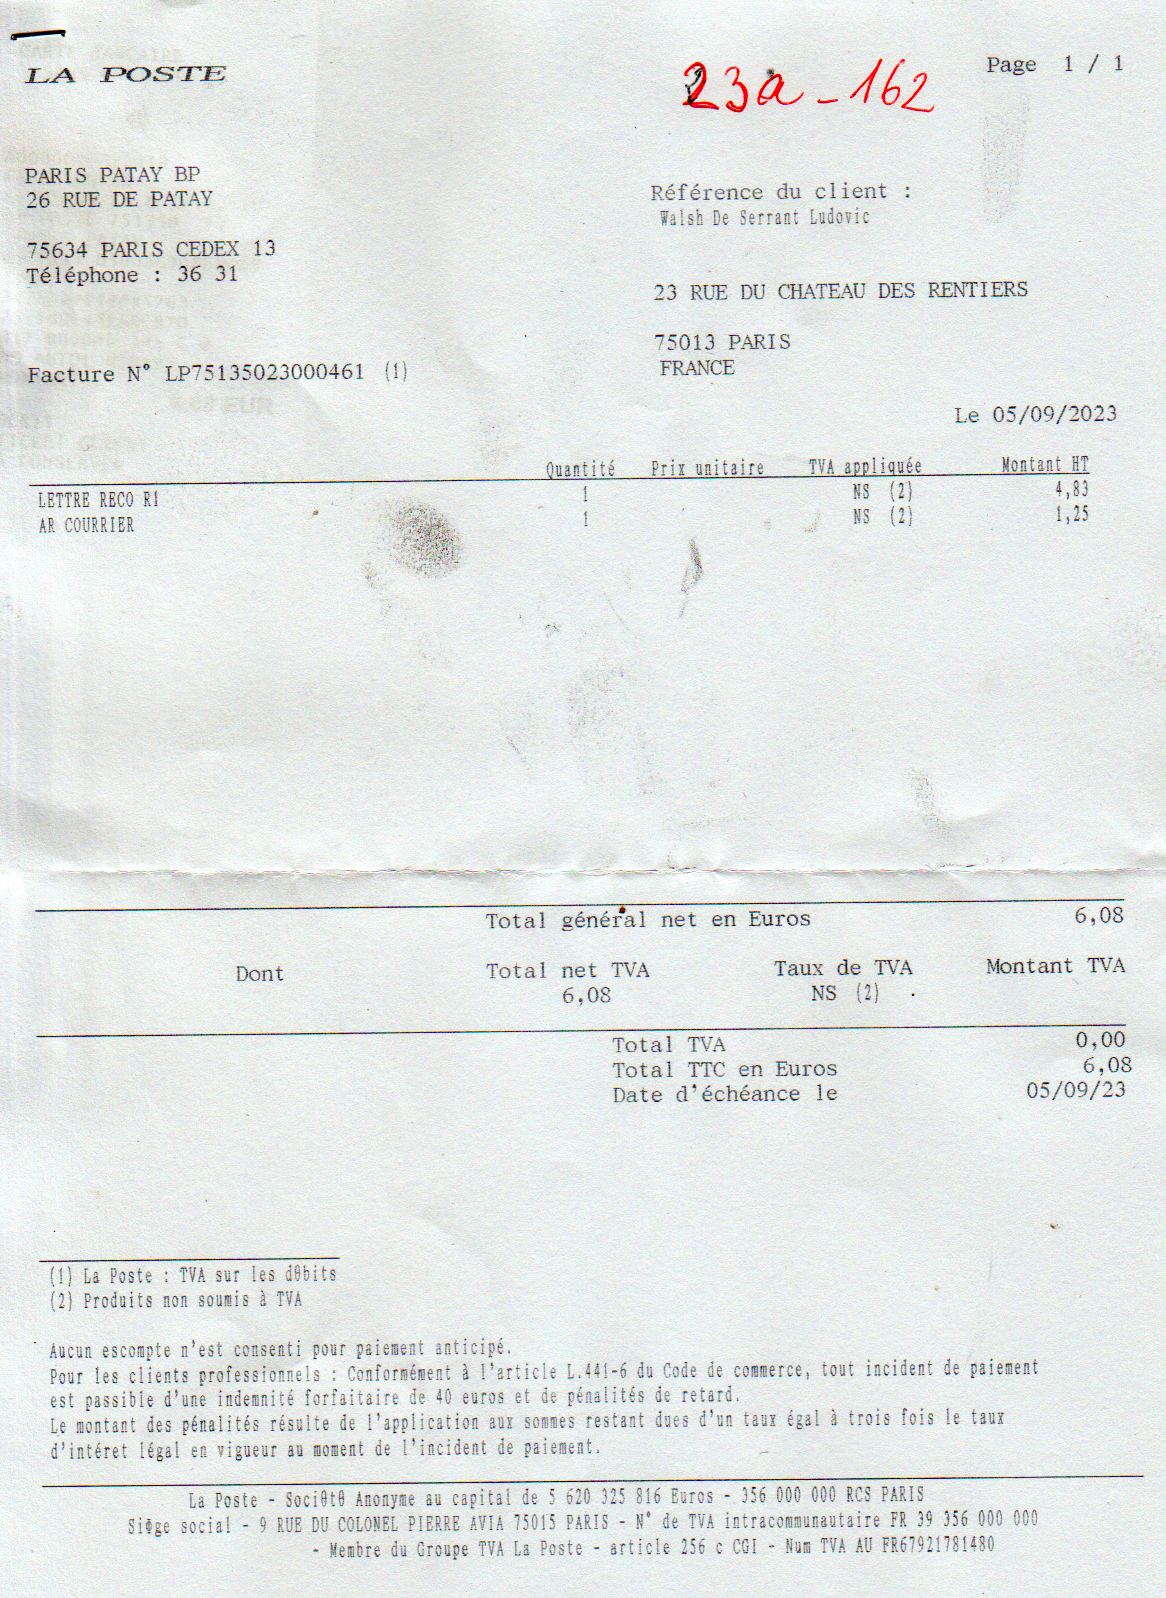 LA POSTE
23a-162
Page 1 / 1
PARIS PATAY BP
26 RUE DE PATAY
75634 PARIS CEDEX 13
Téléphone : 36 31
Référence du client :
Walsh De Serrant Ludovic
23 RUE DU CHATEAU DES RENTIERS
75013 PARIS
FRANCE
Facture N° LP75135023000461 (1)
Le 05/09/2023
Quantité Prix unitaire TVA appliquée Montant HT
LETTRE RECO R1 1 NS (2) 4,83
AR COURRIER 1 NS (2) 1,25
Total général net en Euros 6,08
Dont Total net TVA Taux de TVA Montant TVA
6,08 NS (2)
Total TVA 0,00
Total TTC en Euros 6,08
Date d'échéance le 05/09/23
(1) La Poste : TVA sur les dθbits
(2) Produits non soumis à TVA
Aucun escompte n'est consenti pour paiement anticipé.
Pour les clients professionnels : Conformément à l'article L.441-6 du Code de commerce, tout incident de paiement
est passible d'une indemnité forfaitaire de 40 euros et de pénalités de retard.
Le montant des pénalités résulte de l'application aux sommes restant dues d'un taux égal à trois fois le taux
d'intéret légal en vigueur au moment de l'incident de paiement.
La Poste - Sociθtθ Anonyme au capital de 5 620 325 816 Euros - 356 000 000 RCS PARIS
Siθge social - 9 RUE DU COLONEL PIERRE AVIA 75015 PARIS - N° de TVA intracommunautaire FR 39 356 000 000
- Membre du Groupe TVA La Poste - article 256 c CGI - Num TVA AU FR67921781480